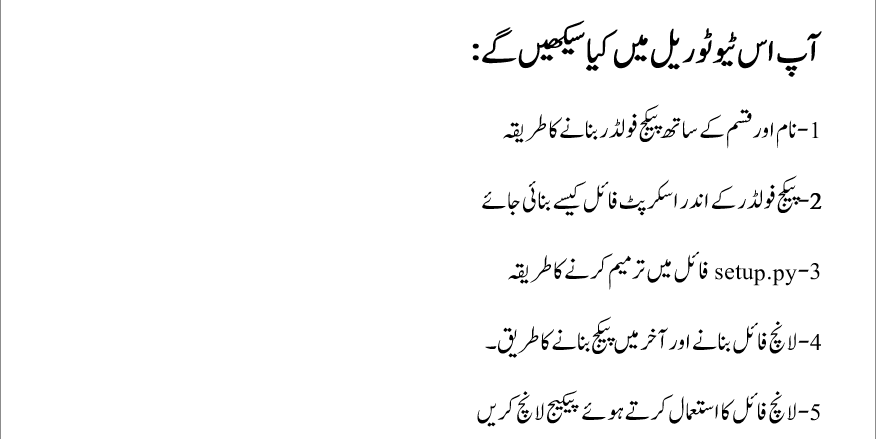 آپ اس ٹیوٹوریل میں کیا سیکھیں گے:
1-نام اور قسم کے ساتھ پیکج فولڈر بنانے کا طریقہ
2-پیکج فولڈر کے اندر اسکرپٹ فائل کیسے بنائی جائے
3-setup.py فائل میں ترمیم کرنے کا طریقہ
4-لانچ فائل بنانے اور آخر میں پیکج بنانے کا طریق۔
5-لانچ فائل کا استعمال کرتے ہوئے پیکیج لانچ کریں